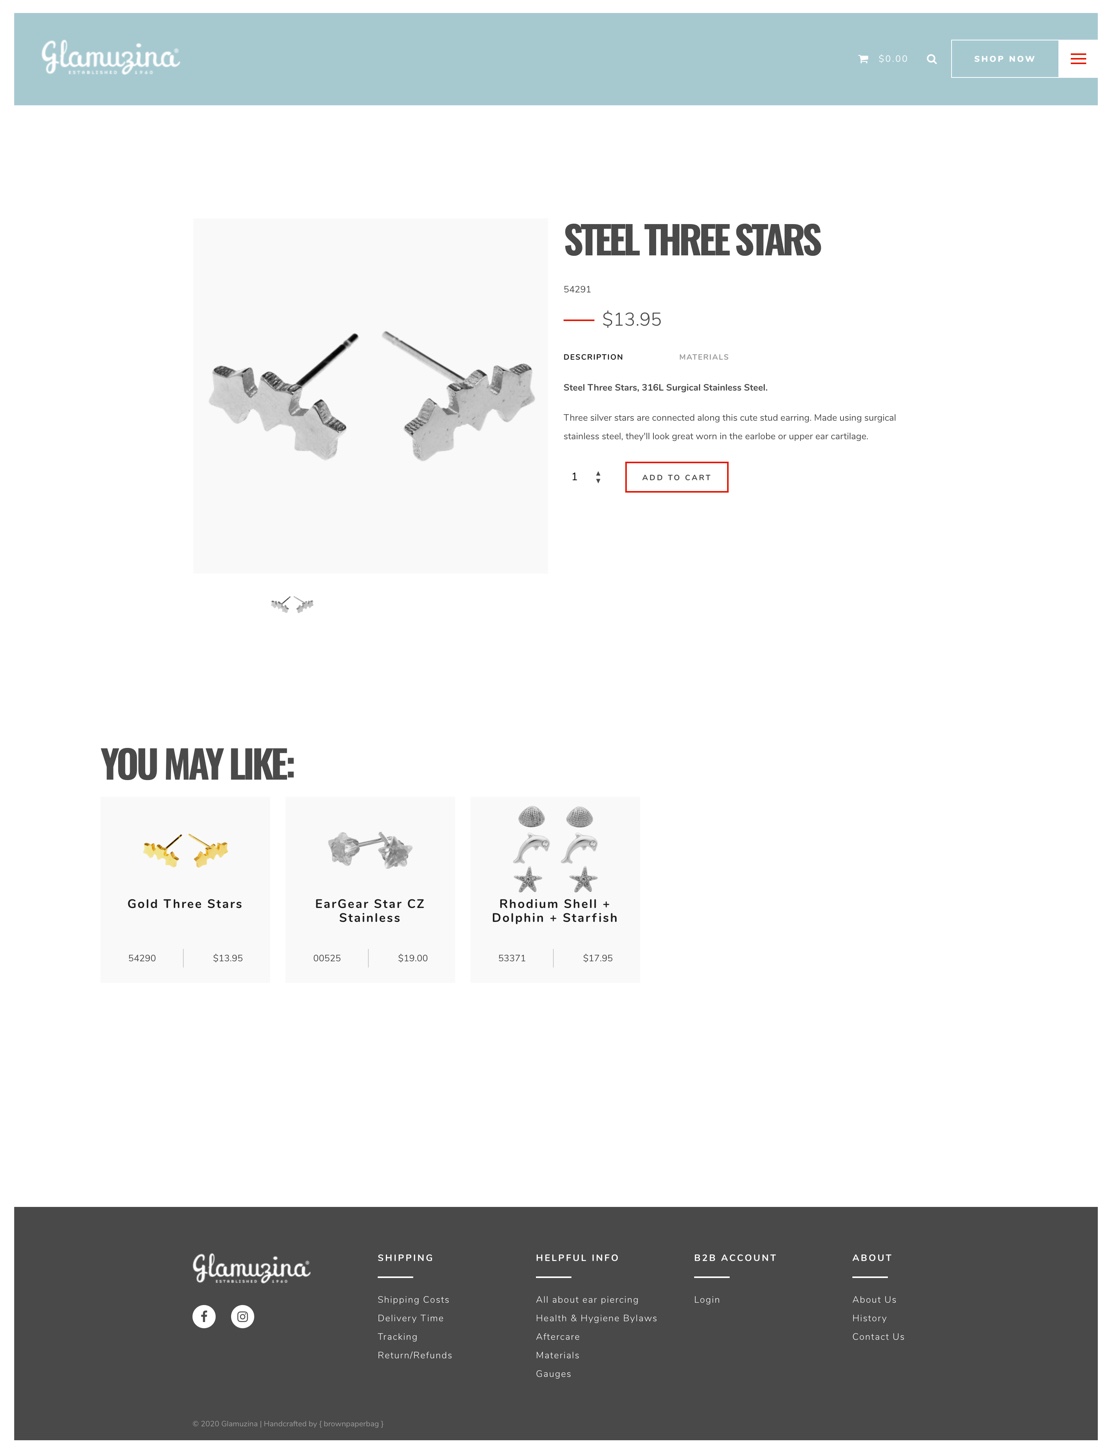 Glamuzina®
ESTABLISHED 1960
$0.00
SHOP NOW
STEEL THREE STARS
54291
$13.95
DESCRIPTION MATERIALS
Steel Three Stars, 316L Surgical Stainless Steel.
Three silver stars are connected along this cute stud earring. Made using surgical
stainless steel, they'll look great worn in the earlobe or upper ear cartilage.
1 ADD TO CART
YOU MAY LIKE:
Gold Three Stars
54290 $13.95
EarGear Star CZ
Stainless
00525 $19.00
Rhodium Shell +
Dolphin + Starfish
53371 $17.95
Glamuzina®
ESTABLISHED 1960
SHIPPING
Shipping Costs
Delivery Time
Tracking
Return/Refunds
HELPFUL INFO
All about ear piercing
Health & Hygiene Bylaws
Aftercare
Materials
Gauges
B2B ACCOUNT
Login
ABOUT
About Us
History
Contact Us
© 2020 Glamuzina | Handcrafted by { brownpaperbag }